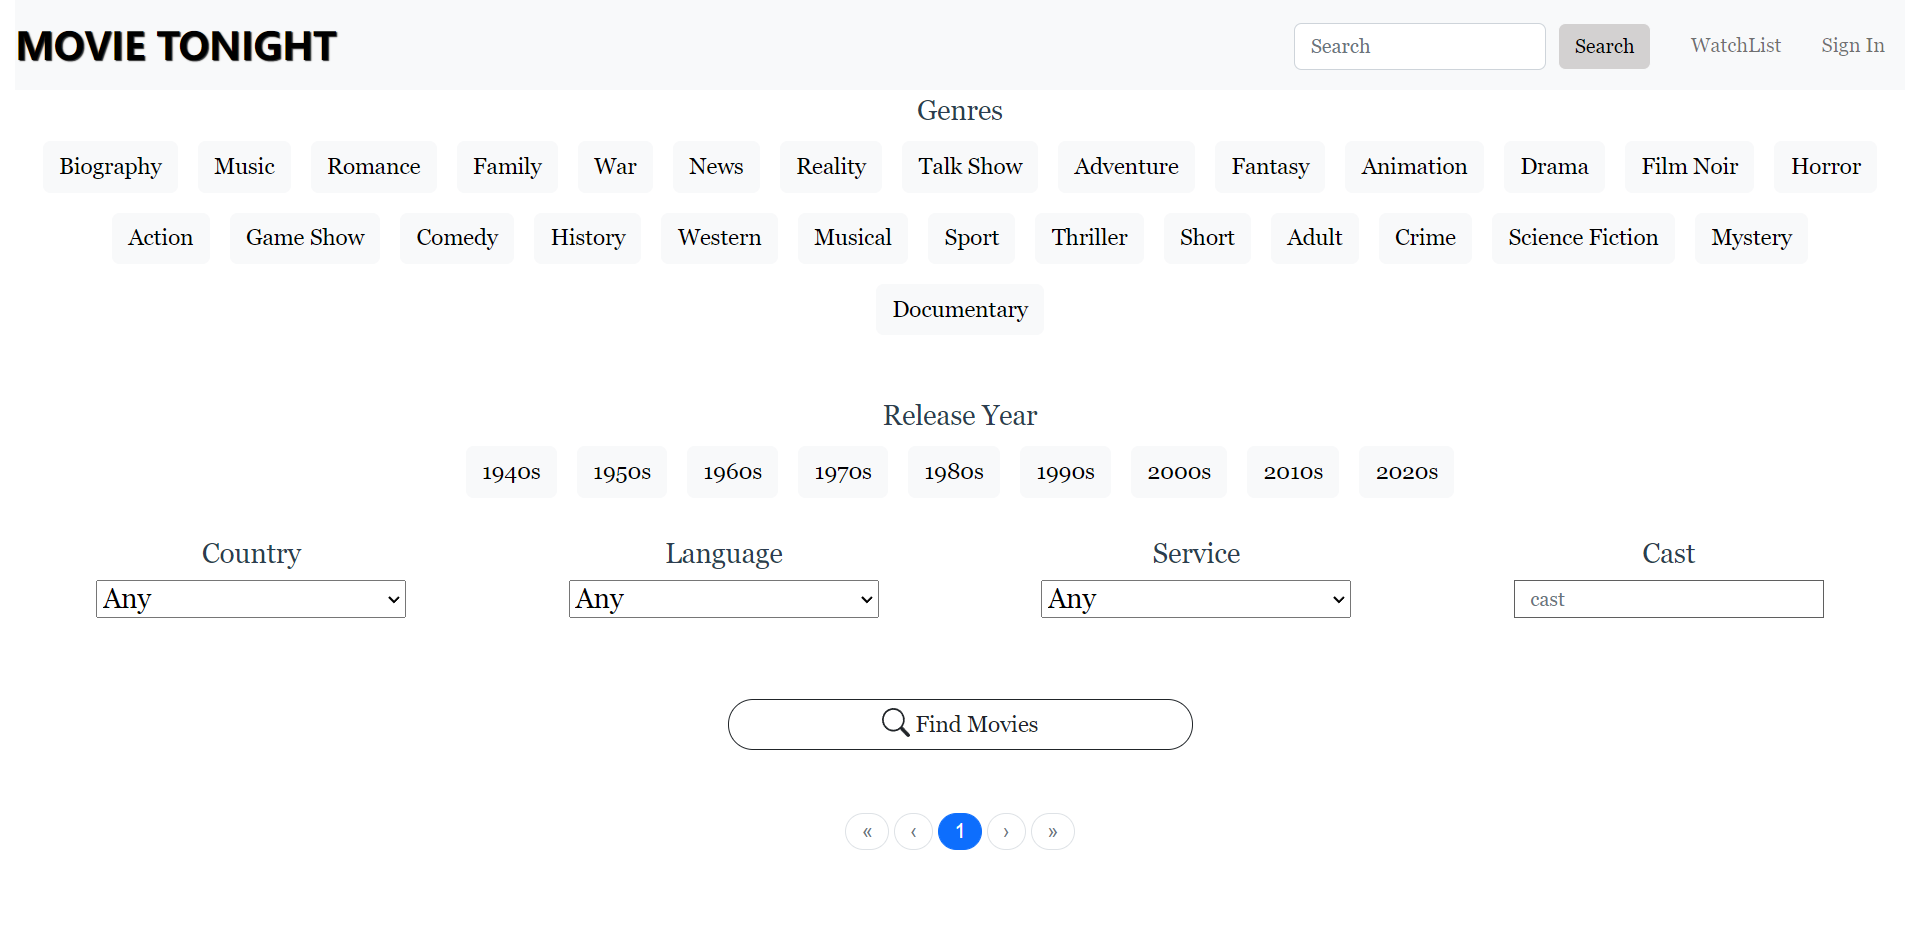 MOVIE TONIGHT Search Search WatchList Sign In
Genres
Biography Music Romance Family War News Reality Talk Show Adventure Fantasy Animation Drama Film Noir Horror
Action Game Show Comedy History Western Musical Sport Thriller Short Adult Crime Science Fiction Mystery
Documentary
Release Year
1940s 1950s 1960s 1970s 1980s 1990s 2000s 2010s 2020s
Country Language Service Cast
Any Any Any cast
Find Movies
« ‹ 1 › »